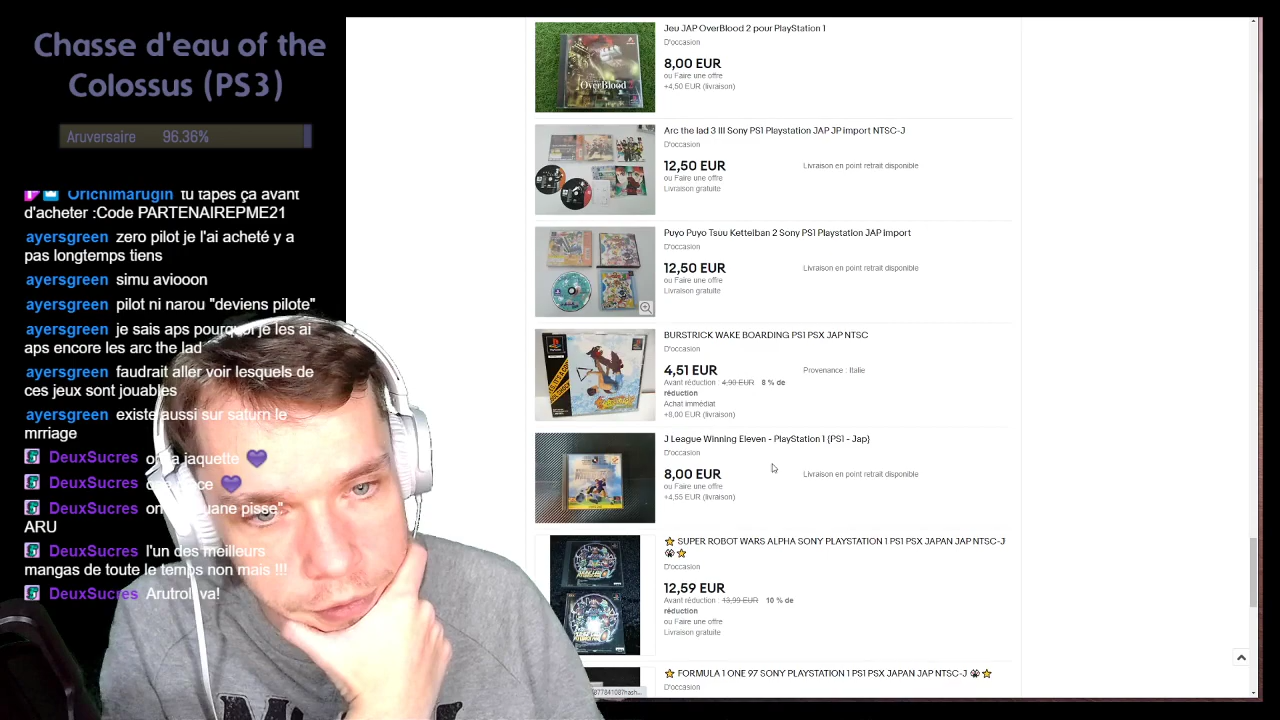 Chasse d'eau of the
Colossus (PS3)
Aruversaire 96.36%
Orichimarugin tu tapes ça avant
d'acheter :Code PARTENAIREPME21
ayersgreen zero pilot je l'ai acheté y a
pas longtemps tiens
ayersgreen simu avioon
ayersgreen pilot ni narou "deviens pilote"
ayersgreen je sais aps pourquoi je les ai
aps encore les arc the lad
ayersgreen faudrait aller voir lesquels de
ces jeux sont jouables
ayersgreen existe aussi sur saturn le
mrriage
DeuxSucres on a jaquette
DeuxSucres
DeuxSucres
ARU
DeuxSucres l'un des meilleurs
mangas de toute le temps non mais !!!
DeuxSucres Arutrol, va!
Jeu JAP OverBlood 2 pour PlayStation 1
D'occasion
8,00 EUR
ou Faire une offre
+4,50 EUR (livraison)
OverBlood
Arc the lad 3 III Sony PS1 Playstation JAP JP import NTSC-J
D'occasion
12,50 EUR
Livraison en point retrait disponible
ou Faire une offre
Livraison gratuite
Puyo Puyo Tsuu Ketteiban 2 Sony PS1 Playstation JAP import
D'occasion
12,50 EUR
Livraison en point retrait disponible
ou Faire une offre
Livraison gratuite
BURSTRICK WAKE BOARDING PS1 PSX JAP NTSC
D'occasion
4,51 EUR
Provenance : Italie
Avant réduction : 4,90 EUR 8 % de
réduction
Achat immédiat
+8,00 EUR (livraison)
J League Winning Eleven - PlayStation 1 {PS1 - Jap}
D'occasion
8,00 EUR
Livraison en point retrait disponible
ou Faire une offre
+4,55 EUR (livraison)
SUPER ROBOT WARS ALPHA SONY PLAYSTATION 1 PS1 PSX JAPAN JAP NTSC-J
D'occasion
12,59 EUR
Avant réduction : 13,99 EUR 10 % de
réduction
ou Faire une offre
Livraison gratuite
FORMULA 1 ONE 97 SONY PLAYSTATION 1 PS1 PSX JAPAN JAP NTSC-J
D'occasion